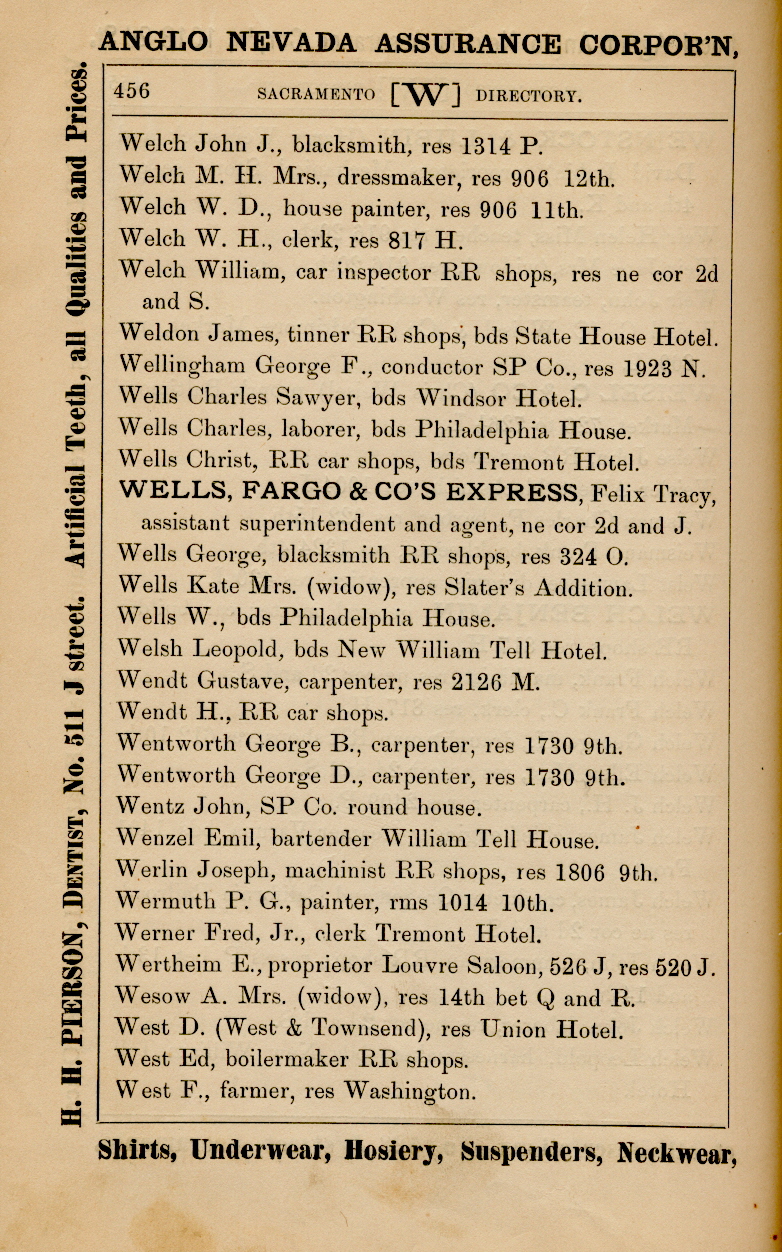 ANGLO NEVADA ASSURANCE CORPOR'N,
H. H. PIERSON, DENTIST, No. 511 J street. Artificial Teeth, all Qualities and Prices.
456 SACRAMENTO [W] DIRECTORY.
Welch John J., blacksmith, res 1314 P.
Welch M. H. Mrs., dressmaker, res 906 12th.
Welch W. D., house painter, res 906 11th.
Welch W. H., clerk, res 817 H.
Welch William, car inspector RR shops, res ne cor 2d
and S.
Weldon James, tinner RR shops, bds State House Hotel.
Wellingham George F., conductor SP Co., res 1923 N.
Wells Charles Sawyer, bds Windsor Hotel.
Wells Charles, laborer, bds Philadelphia House.
Wells Christ, RR car shops, bds Tremont Hotel.
WELLS, FARGO & CO'S EXPRESS, Felix Tracy,
assistant superintendent and agent, ne cor 2d and J.
Wells George, blacksmith RR shops, res 324 O.
Wells Kate Mrs. (widow), res Slater's Addition.
Wells W., bds Philadelphia House.
Welsh Leopold, bds New William Tell Hotel.
Wendt Gustave, carpenter, res 2126 M.
Wendt H., RR car shops.
Wentworth George B., carpenter, res 1730 9th.
Wentworth George D., carpenter, res 1730 9th.
Wentz John, SP Co. round house.
Wenzel Emil, bartender William Tell House.
Werlin Joseph, machinist RR shops, res 1806 9th.
Wermuth P. G., painter, rms 1014 10th.
Werner Fred, Jr., clerk Tremont Hotel.
Wertheim E., proprietor Louvre Saloon, 526 J, res 520 J.
Wesow A. Mrs. (widow), res 14th bet Q and R.
West D. (West & Townsend), res Union Hotel.
West Ed, boilermaker RR shops.
West F., farmer, res Washington.
Shirts, Underwear, Hosiery, Suspenders, Neckwear,